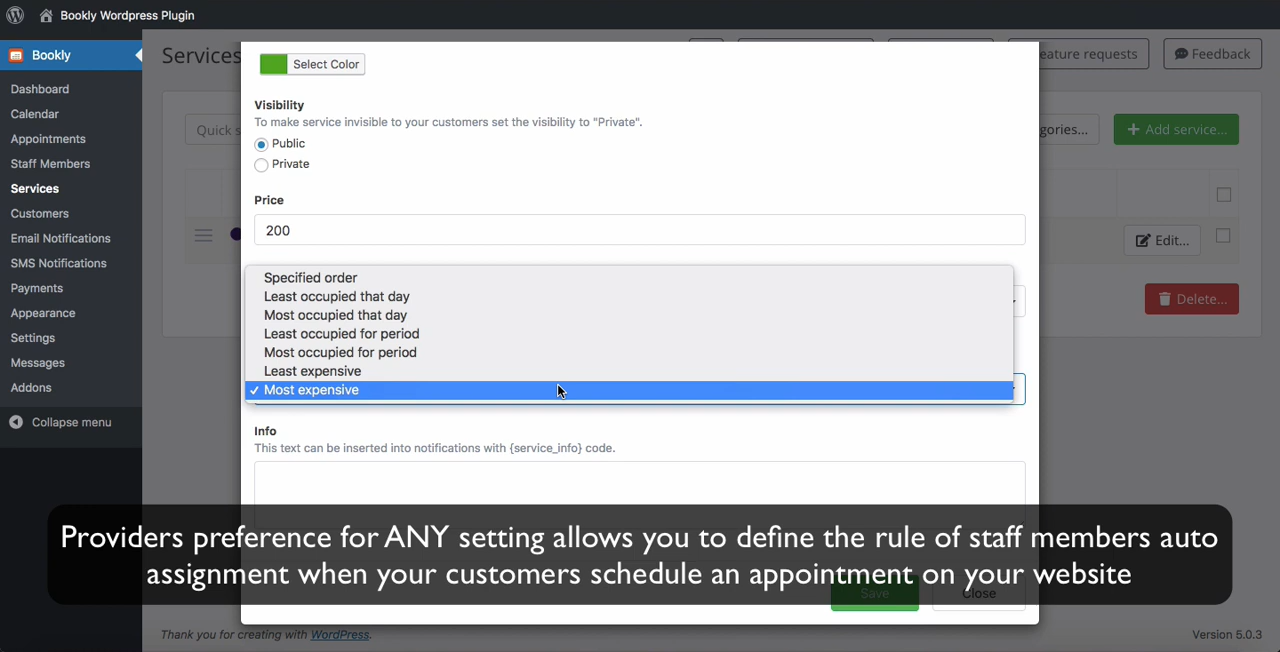 Bookly Wordpress Plugin
Bookly
Dashboard
Calendar
Appointments
Staff Members
Services
Customers
Email Notifications
SMS Notifications
Payments
Appearance
Settings
Messages
Addons
Collapse menu
Services
eature requests
Feedback
Quick s
gories...
+ Add service...
Edit...
Delete...
Select Color
Visibility
To make service invisible to your customers set the visibility to "Private".
Public
Private
Price
200
Specified order
Least occupied that day
Most occupied that day
Least occupied for period
Most occupied for period
Least expensive
✓ Most expensive
Info
This text can be inserted into notifications with {service_info} code.
Providers preference for ANY setting allows you to define the rule of staff members auto
assignment when your customers schedule an appointment on your website
Save
Close
Thank you for creating with WordPress.
Version 5.0.3